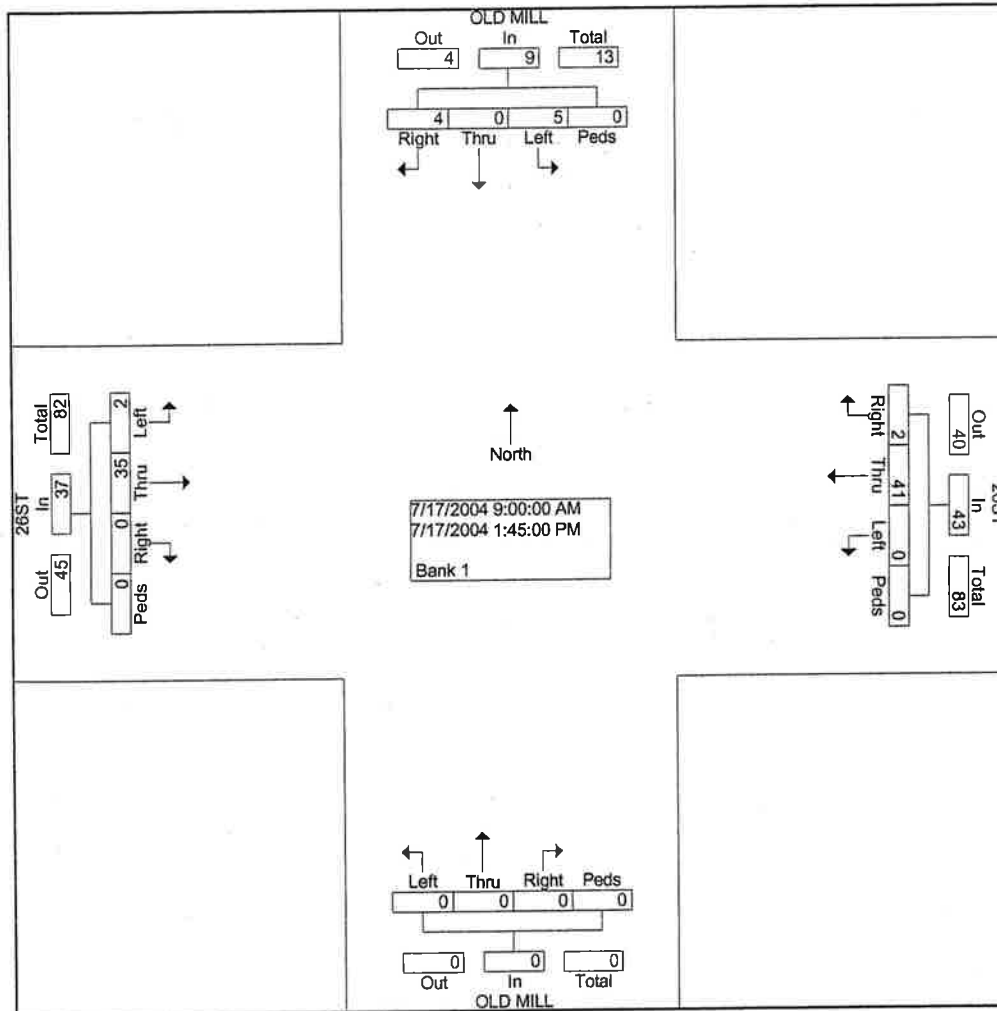 OLD MILL
Out In Total
4 9 13
4 0 5 0
Right Thru Left Peds
Total 82
In 37
Out 45
26ST
2 35 0 0
Left Thru Right Peds
North
7/17/2004 9:00:00 AM
7/17/2004 1:45:00 PM
Bank 1
Right Thru Left Peds
2 41 0 0
Out 40
In 43
Total 83
Left Thru Right Peds
0 0 0 0
0 0 0
Out In Total
OLD MILL